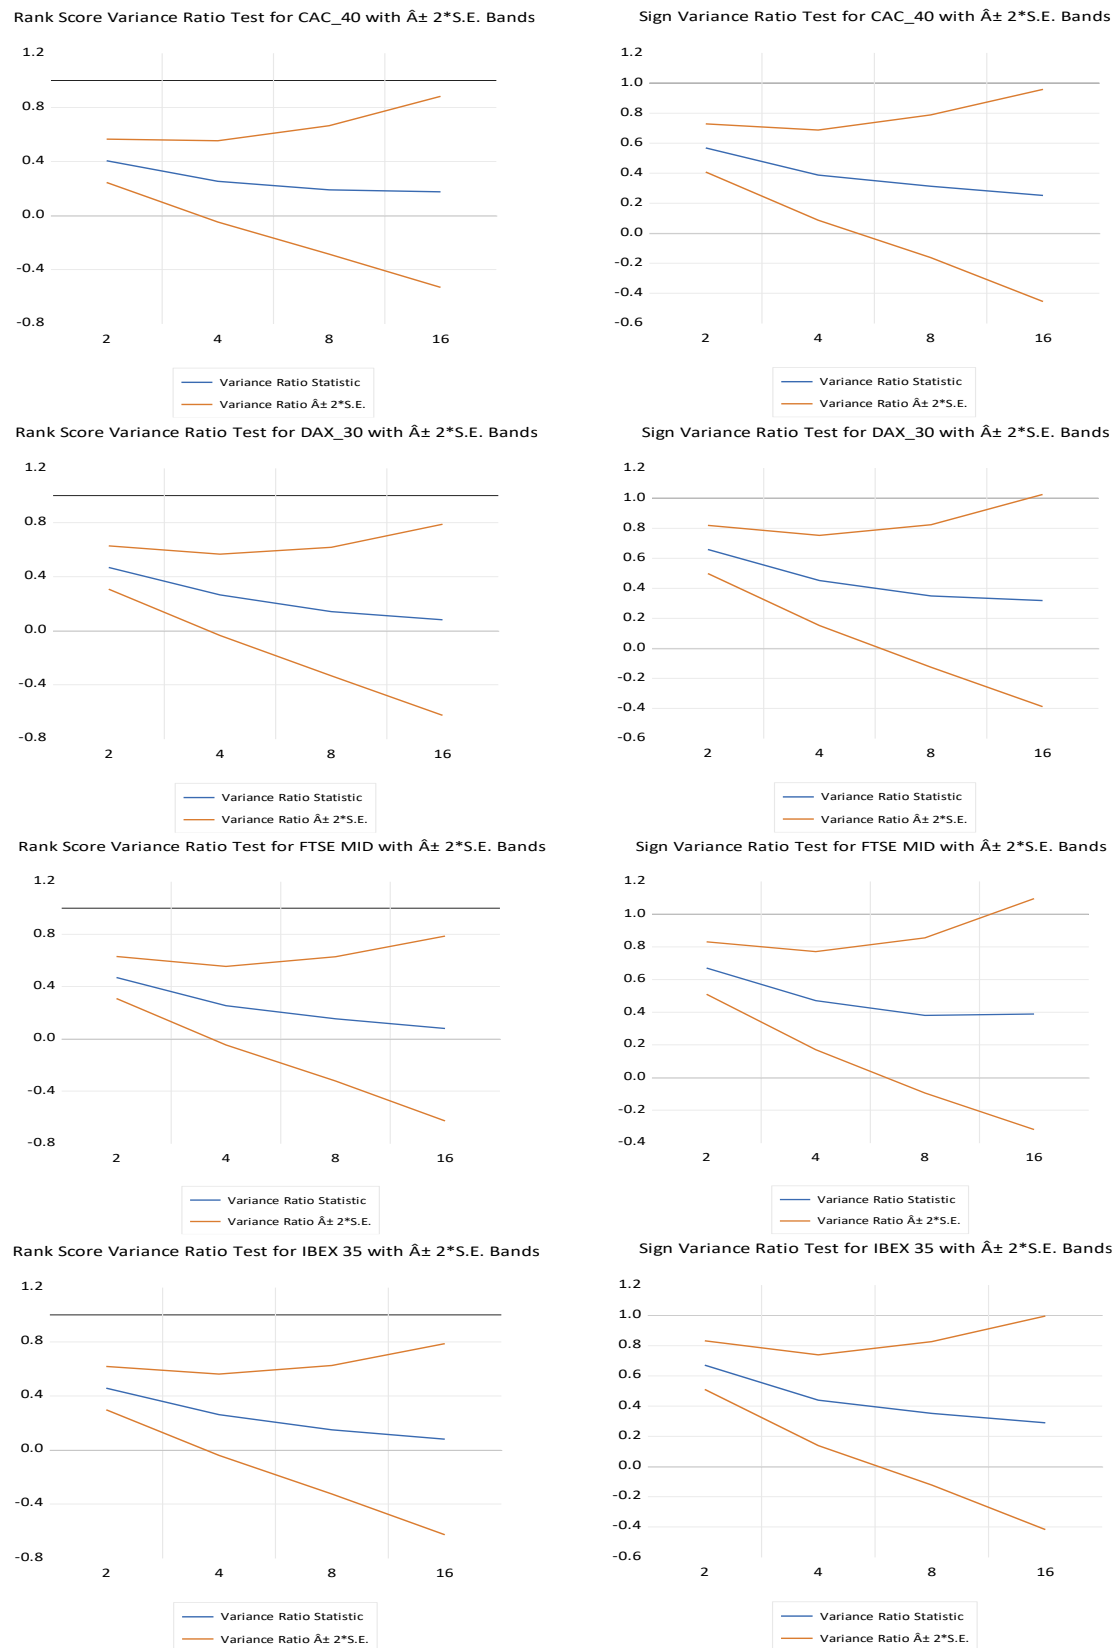 Rank Score Variance Ratio Test for CAC_40 with Â± 2*S.E. Bands
1.2
0.8
0.4
0.0
-0.4
-0.8
2 4 8 16
Variance Ratio Statistic
Variance Ratio Â± 2*S.E.
Sign Variance Ratio Test for CAC_40 with Â± 2*S.E. Bands
1.2
1.0
0.8
0.6
0.4
0.2
0.0
-0.2
-0.4
-0.6
2 4 8 16
Variance Ratio Statistic
Variance Ratio Â± 2*S.E.
Rank Score Variance Ratio Test for DAX_30 with Â± 2*S.E. Bands
1.2
0.8
0.4
0.0
-0.4
-0.8
2 4 8 16
Variance Ratio Statistic
Variance Ratio Â± 2*S.E.
Sign Variance Ratio Test for DAX_30 with Â± 2*S.E. Bands
1.2
1.0
0.8
0.6
0.4
0.2
0.0
-0.2
-0.4
-0.6
2 4 8 16
Variance Ratio Statistic
Variance Ratio Â± 2*S.E.
Rank Score Variance Ratio Test for FTSE MID with Â± 2*S.E. Bands
1.2
0.8
0.4
0.0
-0.4
-0.8
2 4 8 16
Variance Ratio Statistic
Variance Ratio Â± 2*S.E.
Sign Variance Ratio Test for FTSE MID with Â± 2*S.E. Bands
1.2
1.0
0.8
0.6
0.4
0.2
0.0
-0.2
-0.4
2 4 8 16
Variance Ratio Statistic
Variance Ratio Â± 2*S.E.
Rank Score Variance Ratio Test for IBEX 35 with Â± 2*S.E. Bands
1.2
0.8
0.4
0.0
-0.4
-0.8
2 4 8 16
Variance Ratio Statistic
Variance Ratio Â± 2*S.E.
Sign Variance Ratio Test for IBEX 35 with Â± 2*S.E. Bands
1.2
1.0
0.8
0.6
0.4
0.2
0.0
-0.2
-0.4
-0.6
2 4 8 16
Variance Ratio Statistic
Variance Ratio Â± 2*S.E.